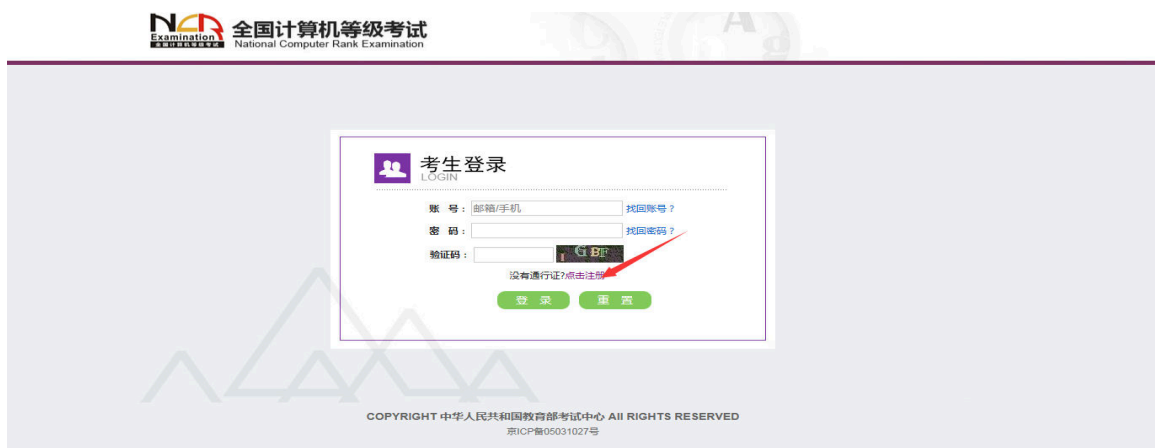 NCR
Examination
全国计算机等级考试
全国计算机等级考试
National Computer Rank Examination
考生登录
LOGIN
账 号： 邮箱/手机 找回账号？
密 码： 找回密码？
验证码： GBF
没有通行证?点击注册
登 录 重 置
COPYRIGHT 中华人民共和国教育部考试中心 All RIGHTS RESERVED
京ICP备05031027号